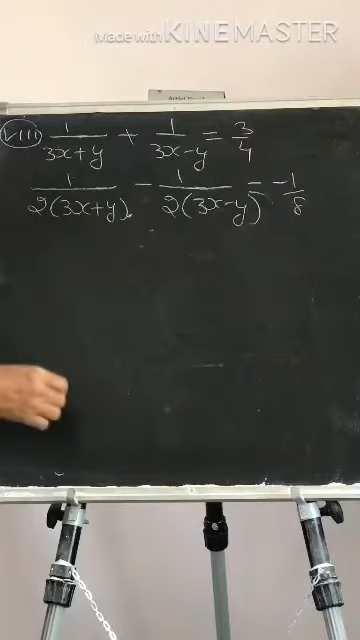 Made with KINEMASTER
(VIII) 1/(3x+y) + 1/(3x-y) = 3/4
1/(2(3x+y)) - 1/(2(3x-y)) = -1/8